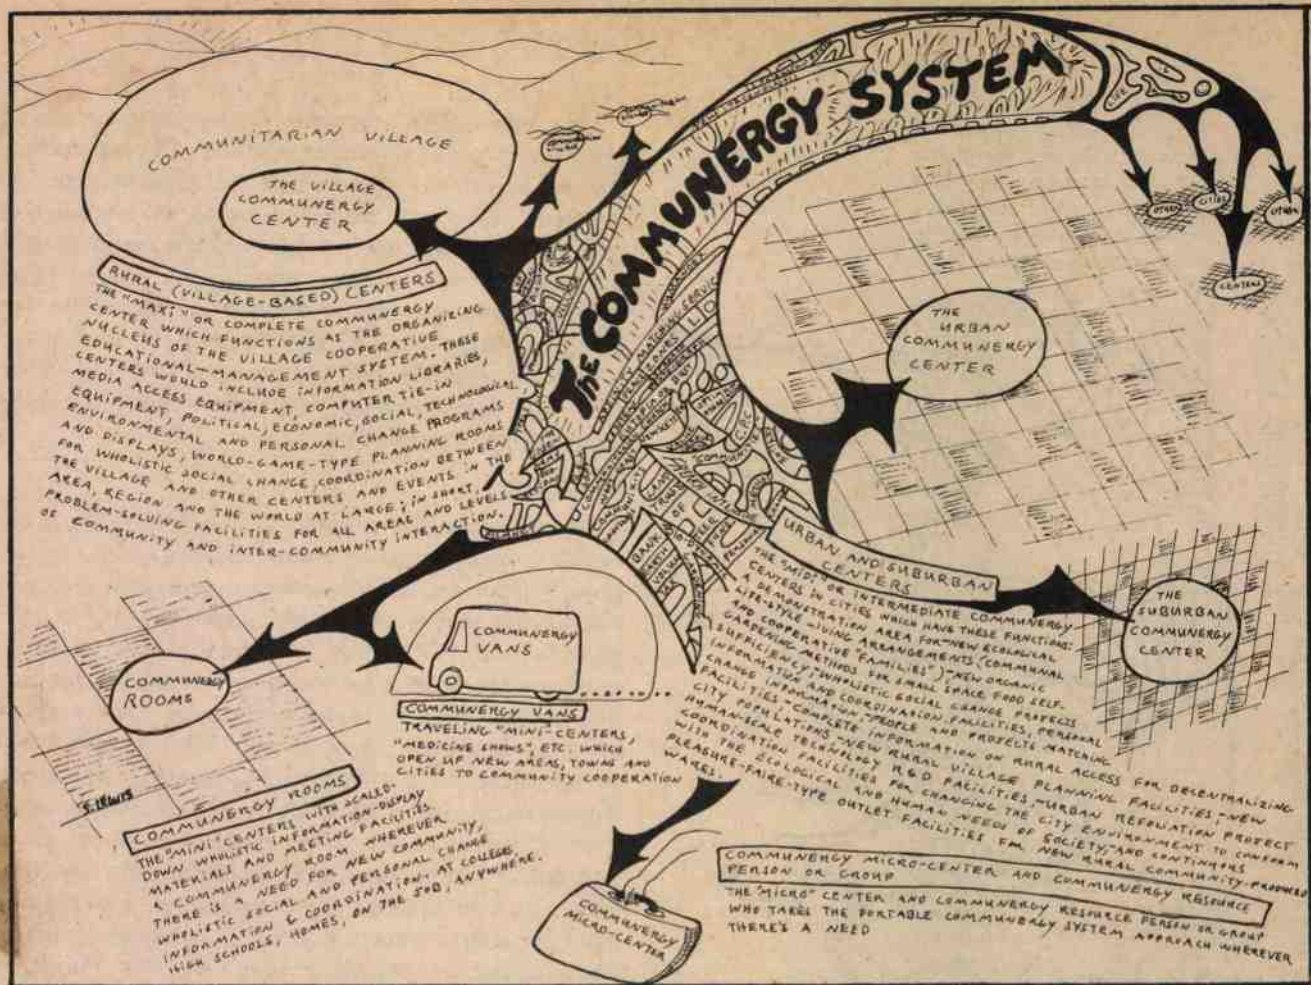 The COMMUNERGY SYSTEM
COMMUNITARIAN VILLAGE
THE VILLAGE
COMMUNERGY
CENTER
RURAL (VILLAGE-BASED) CENTERS
THE "MAXI" OR COMPLETE COMMUNERGY
CENTER WHICH FUNCTIONS AS THE ORGANIZING
NUCLEUS OF THE VILLAGE COOPERATIVE
EDUCATIONAL-MANAGEMENT SYSTEM. THESE
CENTERS WOULD INCLUDE INFORMATION LIBRARIES,
MEDIA ACCESS EQUIPMENT, COMPUTER TIE-IN
EQUIPMENT, POLITICAL, ECONOMIC, SOCIAL, TECHNOLOGICAL,
ENVIRONMENTAL AND PERSONAL CHANGE PROGRAMS
AND DISPLAYS, WORLD-GAME-TYPE PLANNING ROOMS
FOR WHOLISTIC SOCIAL CHANGE, COORDINATION BETWEEN
THE VILLAGE AND OTHER CENTERS AND EVENTS IN THE
AREA, REGION AND THE WORLD AT LARGE; IN SHORT,
PROBLEM-SOLVING FACILITIES FOR ALL AREAS AND LEVELS
OF COMMUNITY AND INTER-COMMUNITY INTERACTION.
OTHER
CITIES
OTHER
CENTERS
THE
URBAN
COMMUNERGY
CENTER
MATCHING SERVICE
BANK
URBAN AND SUBURBAN
CENTERS
THE "MIDI" OR INTERMEDIATE COMMUNERGY
CENTERS IN CITIES WHICH HAVE THESE FUNCTIONS:
A DEMONSTRATION AREA FOR NEW ECOLOGICAL
LIFE-STYLE LIVING ARRANGEMENTS ("COMMUNAL
AND COOPERATIVE "FAMILIES")-NEW ORGANIC
GARDENING METHODS FOR SMALL SPACE FOOD SELF-
SUFFICIENCY-WHOLISTIC SOCIAL CHANGE PROJECTS
INFORMATION AND COORDINATION FACILITIES, PERSONAL
CHANGE INFORMATION-PEOPLE AND PROJECTS MATCHING
FACILITIES-COMPLETE INFORMATION ON RURAL ACCESS FOR DECENTRALIZING
CITY POPULATIONS-NEW RURAL VILLAGE PLANNING FACILITIES-NEW
HUMAN-SCALE TECHNOLOGY R&D FACILITIES,-URBAN REFOLIATION PROJECT
COORDINATION FACILITIES FOR CHANGING THE CITY ENVIRONMENT TO CONFORM
WITH THE ECOLOGICAL AND HUMAN NEEDS OF SOCIETY,-AND CONTINUOUS
PLEASURE-FAIRE-TYPE OUTLET FACILITIES FOR NEW RURAL COMMUNITY-PRODUCED
WARES.
THE
SUBURBAN
COMMUNERGY
CENTER
COMMUNERGY
ROOMS
S. LEWIS
COMMUNERGY ROOMS
THE "MINI" CENTERS WITH SCALED-
DOWN WHOLISTIC INFORMATION-DISPLAY
MATERIALS AND MEETING FACILITIES.
A COMMUNERGY ROOM WHEREVER
THERE IS A NEED FOR NEW COMMUNITY,
WHOLISTIC SOCIAL AND PERSONAL CHANGE
INFORMATION & COORDINATION. AT COLLEGES,
HIGH SCHOOLS, HOMES, ON THE JOB, ANYWHERE.
COMMUNERGY
VANS
COMMUNERGY VANS
TRAVELING "MINI-CENTERS,
"MEDICINE SHOWS", ETC. WHICH
OPEN UP NEW AREAS, TOWNS AND
CITIES TO COMMUNITY COOPERATION
COMMUNERGY
MICRO-CENTER
COMMUNERGY MICRO-CENTER AND COMMUNERGY RESOURCE
PERSON OR GROUP
THE "MICRO" CENTER AND COMMUNERGY RESOURCE PERSON OR GROUP
WHO TAKES THE PORTABLE COMMUNERGY SYSTEM APPROACH WHEREVER
THERE'S A NEED